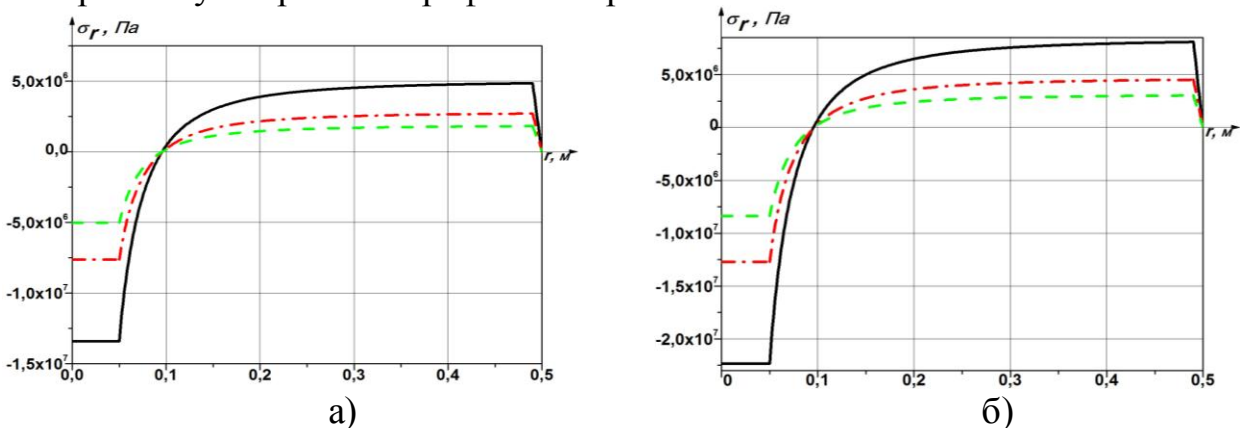 σr, Па
5,0x10⁶
0,0
-5,0x10⁶
-1,0x10⁷
-1,5x10⁷
0,0 0,1 0,2 0,3 0,4 0,5
r, м
а)
σr, Па
5,0x10⁶
0
-5,0x10⁶
-1,0x10⁷
-1,5x10⁷
-2,0x10⁷
0 0,1 0,2 0,3 0,4 0,5
r, м
б)